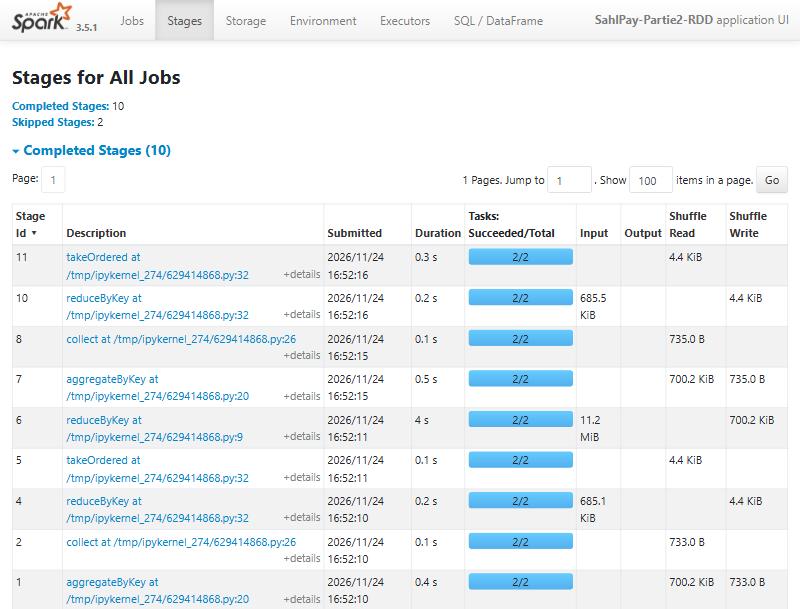 APACHE
Spark 3.5.1 Jobs Stages Storage Environment Executors SQL / DataFrame SahlPay-Partie2-RDD application UI
Stages for All Jobs
Completed Stages: 10
Skipped Stages: 2
Completed Stages (10)
Page: 1 1 Pages. Jump to 1 . Show 100 items in a page. Go
Stage Id Description Submitted Duration Tasks: Succeeded/Total Input Output Shuffle Read Shuffle Write
11 takeOrdered at 2026/11/24 0.3 s 2/2 4.4 KiB
/tmp/ipykernel_274/629414868.py:32 +details 16:52:16
10 reduceByKey at 2026/11/24 0.2 s 2/2 685.5 4.4 KiB
/tmp/ipykernel_274/629414868.py:32 +details 16:52:16 KiB
8 collect at /tmp/ipykernel_274/629414868.py:26 2026/11/24 0.1 s 2/2 735.0 B
+details 16:52:15
7 aggregateByKey at 2026/11/24 0.5 s 2/2 700.2 KiB 735.0 B
/tmp/ipykernel_274/629414868.py:20 +details 16:52:15
6 reduceByKey at 2026/11/24 4 s 2/2 11.2 700.2 KiB
/tmp/ipykernel_274/629414868.py:9 +details 16:52:11 MiB
5 takeOrdered at 2026/11/24 0.1 s 2/2 4.4 KiB
/tmp/ipykernel_274/629414868.py:32 +details 16:52:11
4 reduceByKey at 2026/11/24 0.2 s 2/2 685.1 4.4 KiB
/tmp/ipykernel_274/629414868.py:32 +details 16:52:10 KiB
2 collect at /tmp/ipykernel_274/629414868.py:26 2026/11/24 0.1 s 2/2 733.0 B
+details 16:52:10
1 aggregateByKey at 2026/11/24 0.4 s 2/2 700.2 KiB 733.0 B
/tmp/ipykernel_274/629414868.py:20 +details 16:52:10